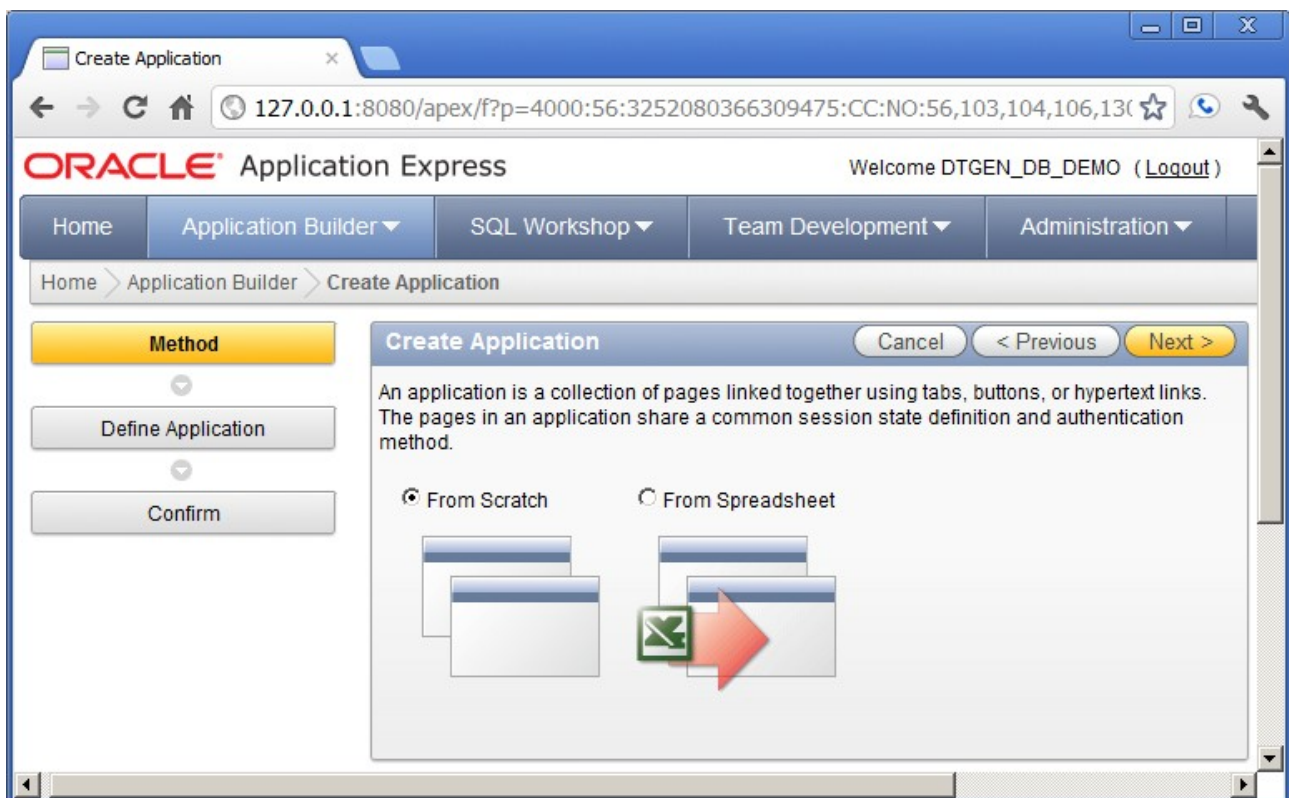 Create Application
127.0.0.1:8080/apex/f?p=4000:56:3252080366309475:CC:NO:56,103,104,106,130
ORACLE Application Express
Welcome DTGEN_DB_DEMO ( Logout )
Home Application Builder SQL Workshop Team Development Administration
Home Application Builder Create Application
Method
Define Application
Confirm
Create Application
Cancel < Previous Next >
An application is a collection of pages linked together using tabs, buttons, or hypertext links.
The pages in an application share a common session state definition and authentication
method.
From Scratch From Spreadsheet